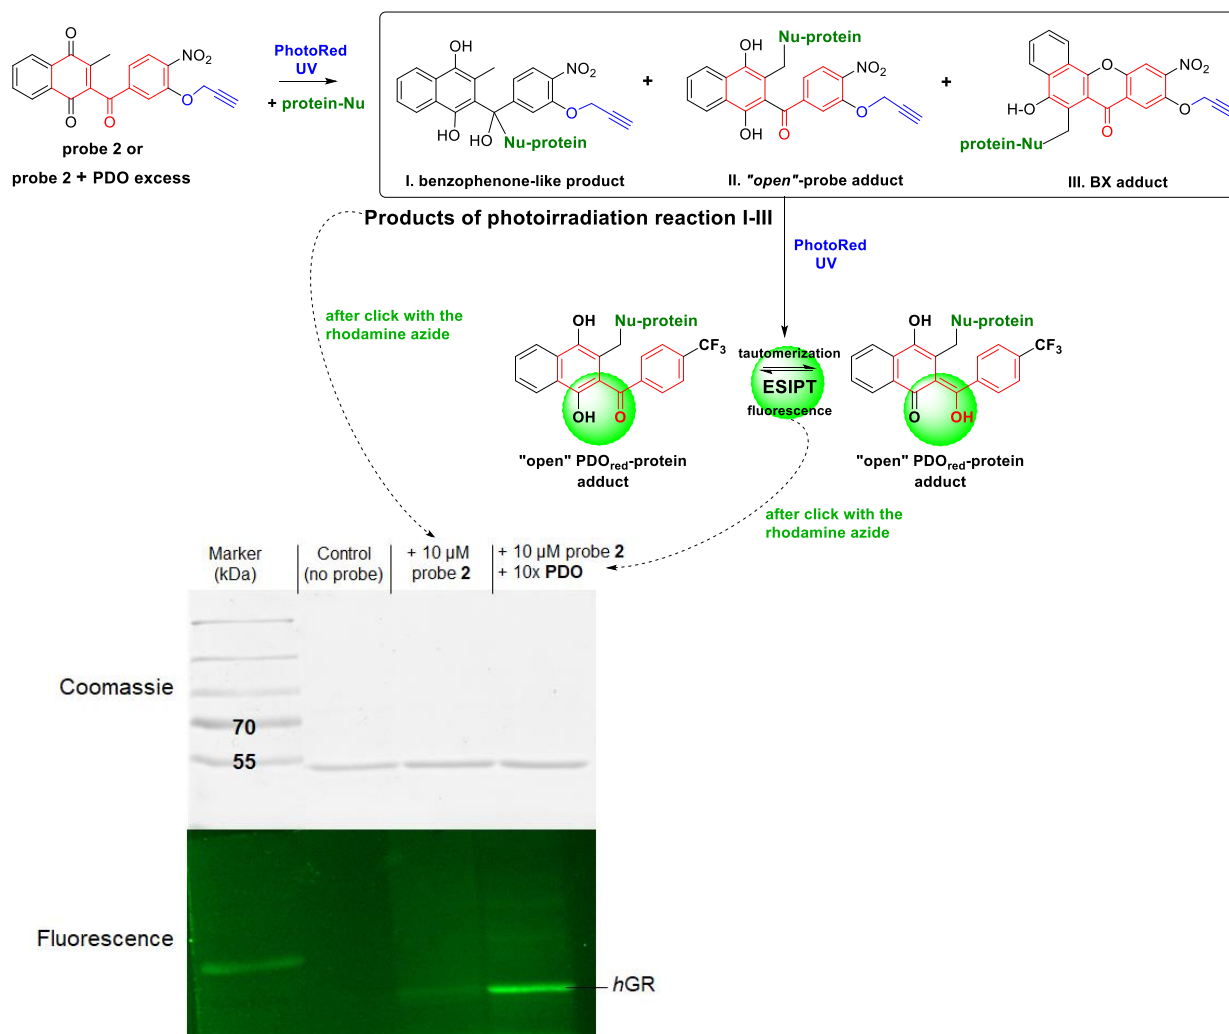 O
O
O
NO2
O
probe 2 or
probe 2 + PDO excess
PhotoRed
UV
+ protein-Nu
OH
HO
HO
NO2
O
Nu-protein
I. benzophenone-like product
+
Nu-protein
OH
OH
O
NO2
O
II. "open"-probe adduct
+
O
NO2
O
O
HO
protein-Nu
III. BX adduct
Products of photoirradiation reaction I-III
PhotoRed
UV
after click with the
rhodamine azide
OH
Nu-protein
CF3
OH
O
"open" PDOred-protein
adduct
tautomerization
ESIPT
fluorescence
OH
Nu-protein
CF3
O
OH
"open" PDOred-protein
adduct
after click with the
rhodamine azide
Marker
(kDa)
Control
(no probe)
+ 10 µM
probe 2
+ 10 µM probe 2
+ 10x PDO
Coomassie
70
55
Fluorescence
hGR